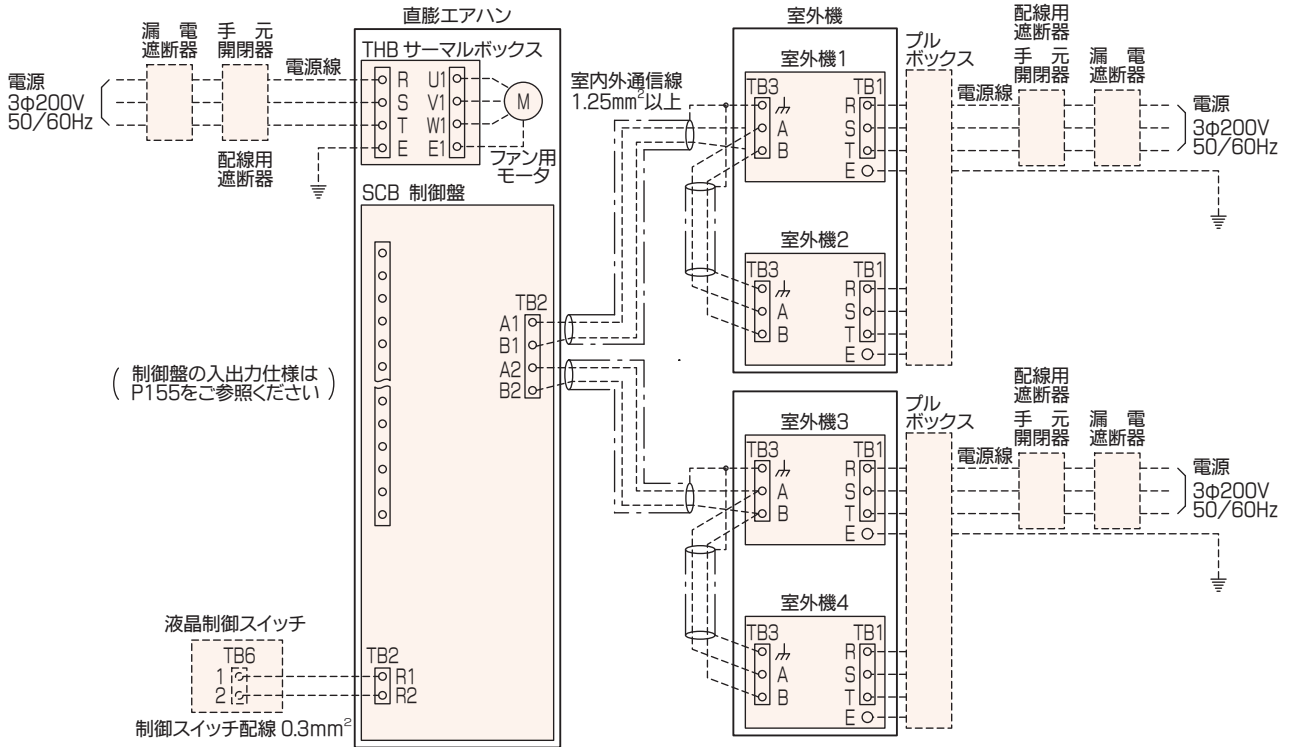 直膨エアハン
THB サーマルボックス
漏 電
遮断器
手 元
開閉器
電源線
電源
3φ200V
50/60Hz
配線用
遮断器
R U1
S V1
T W1
E E1
M
ファン用
モータ
SCB 制御盤
TB2
A1
B1
A2
B2
( 制御盤の入出力仕様は
P155をご参照ください )
液晶制御スイッチ
TB6
1
2
TB2
R1
R2
制御スイッチ配線 0.3mm²
室内外通信線
1.25mm²以上
室外機
室外機1
TB3 TB1
R
A S
B T
E
室外機2
TB3 TB1
R
A S
B T
E
プル
ボックス
電源線
配線用
遮断器
手 元
開閉器
漏 電
遮断器
電源
3φ200V
50/60Hz
室外機3
TB3 TB1
R
A S
B T
E
室外機4
TB3 TB1
R
A S
B T
E
プル
ボックス
電源線
配線用
遮断器
手 元
開閉器
漏 電
遮断器
電源
3φ200V
50/60Hz